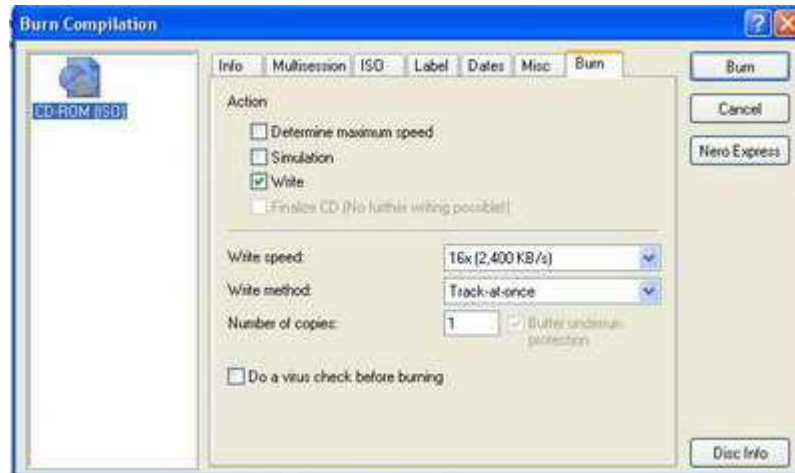 Burn Compilation
CD-ROM (ISO)
Info Multisession ISO Label Dates Misc Burn
Action
Determine maximum speed
Simulation
Write
Finalize CD (No further writing possible!)
Write speed: 16x (2,400 KB/s)
Write method: Track-at-once
Number of copies: 1 Buffer underrun protection
Do a virus check before burning
Burn
Cancel
Nero Express
Disc Info